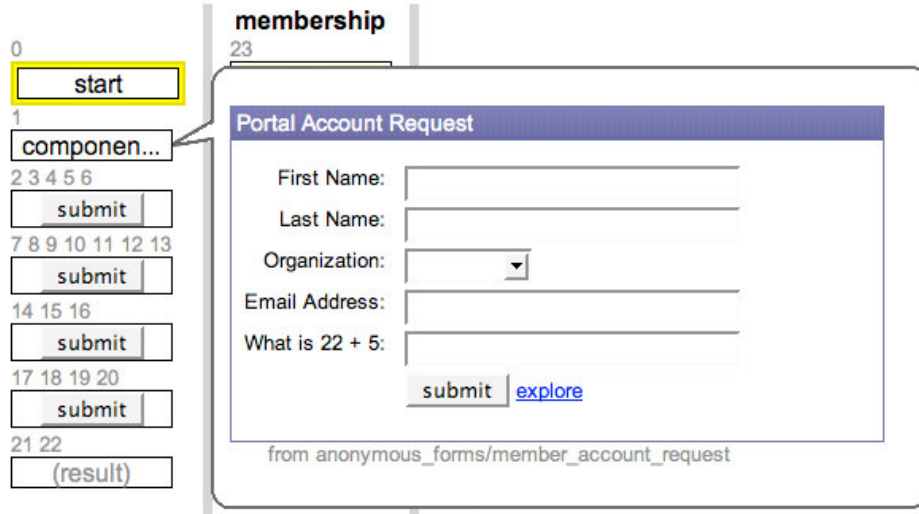 membership
0
23
start
1
componen...
2 3 4 5 6
submit
7 8 9 10 11 12 13
submit
14 15 16
submit
17 18 19 20
submit
21 22
(result)
Portal Account Request
First Name:
Last Name:
Organization:
Email Address:
What is 22 + 5:
submit explore
from anonymous_forms/member_account_request